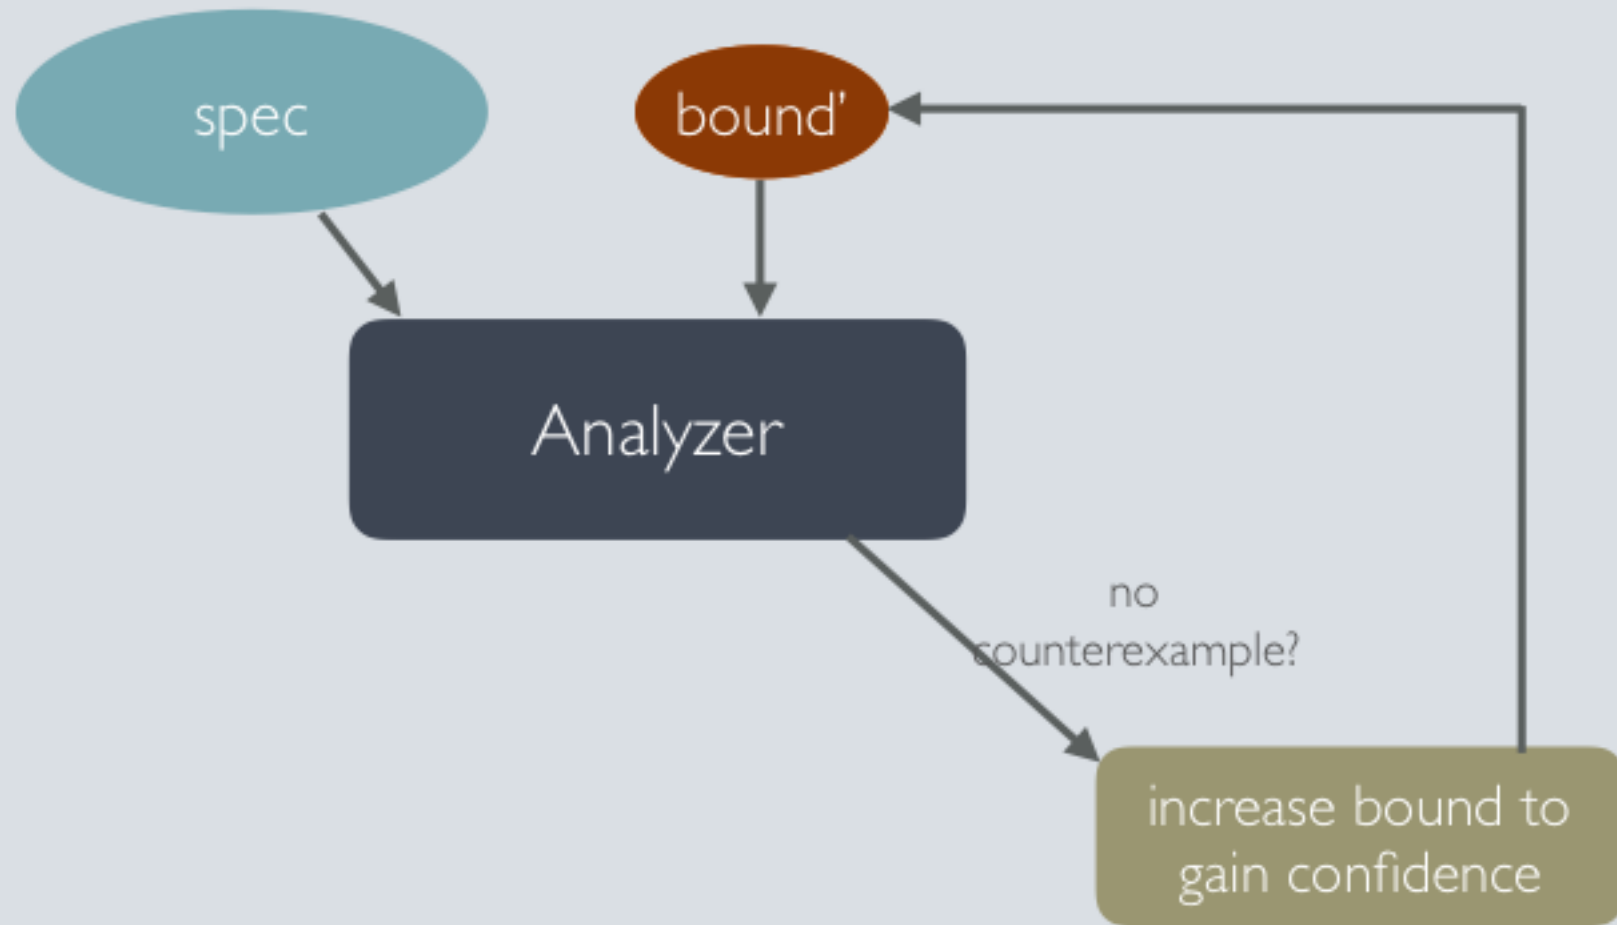 spec
bound'
Analyzer
no
counterexample?
increase bound to
gain confidence